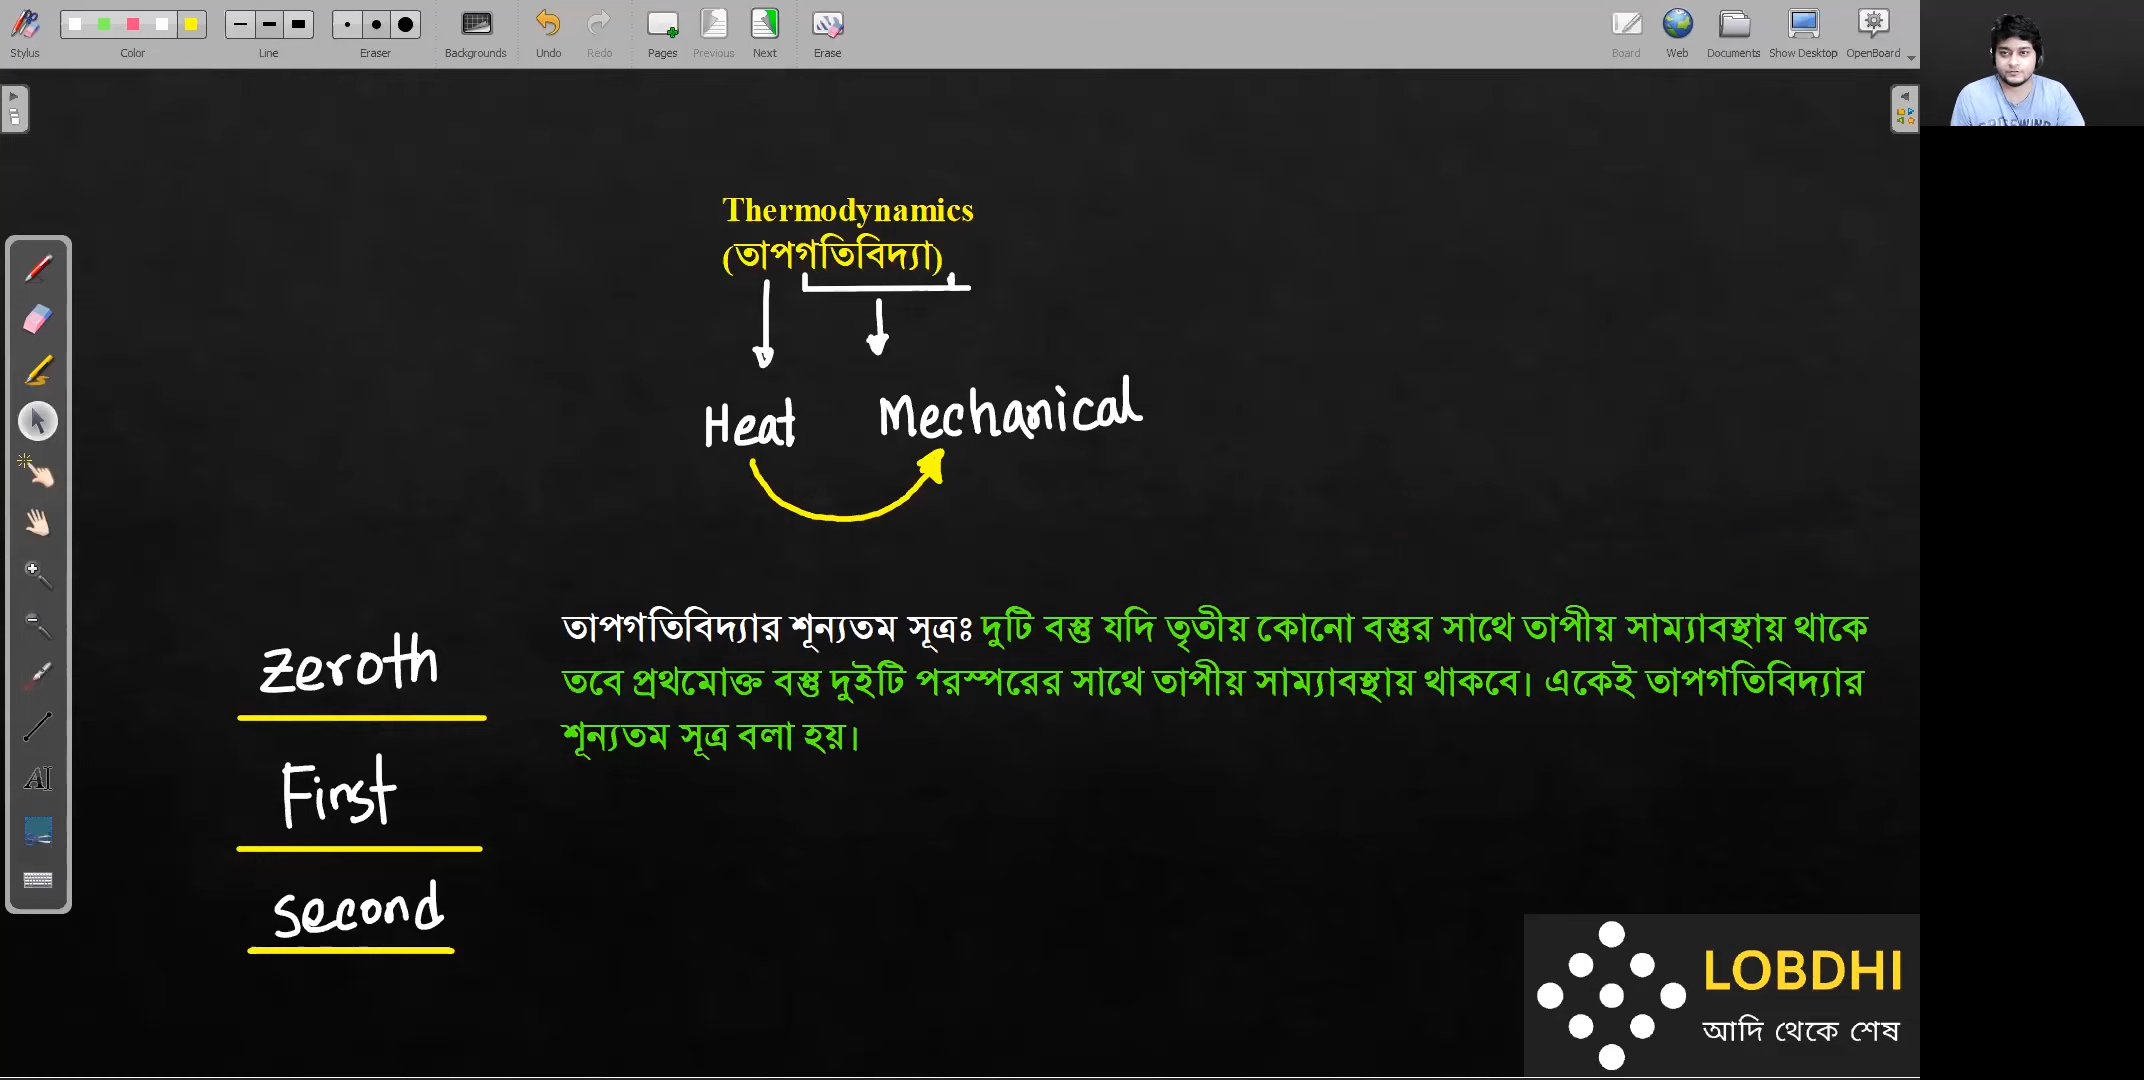 Stylus
Color
Line
Eraser
Backgrounds
Undo
Redo
Pages
Previous
Next
Erase
Board
Web
Documents
Show Desktop
OpenBoard
Thermodynamics
(তাপগতিবিদ্যা)
Heat Mechanical
zeroth
First
second
তাপগতিবিদ্যার শূন্যতম সূত্রঃ দুটি বস্তু যদি তৃতীয় কোনো বস্তুর সাথে তাপীয় সাম্যাবস্থায় থাকে
তবে প্রথমোক্ত বস্তু দুইটি পরস্পরের সাথে তাপীয় সাম্যাবস্থায় থাকবে। একেই তাপগতিবিদ্যার
শূন্যতম সূত্র বলা হয়।
AI
LOBDHI
আদি থেকে শেষ